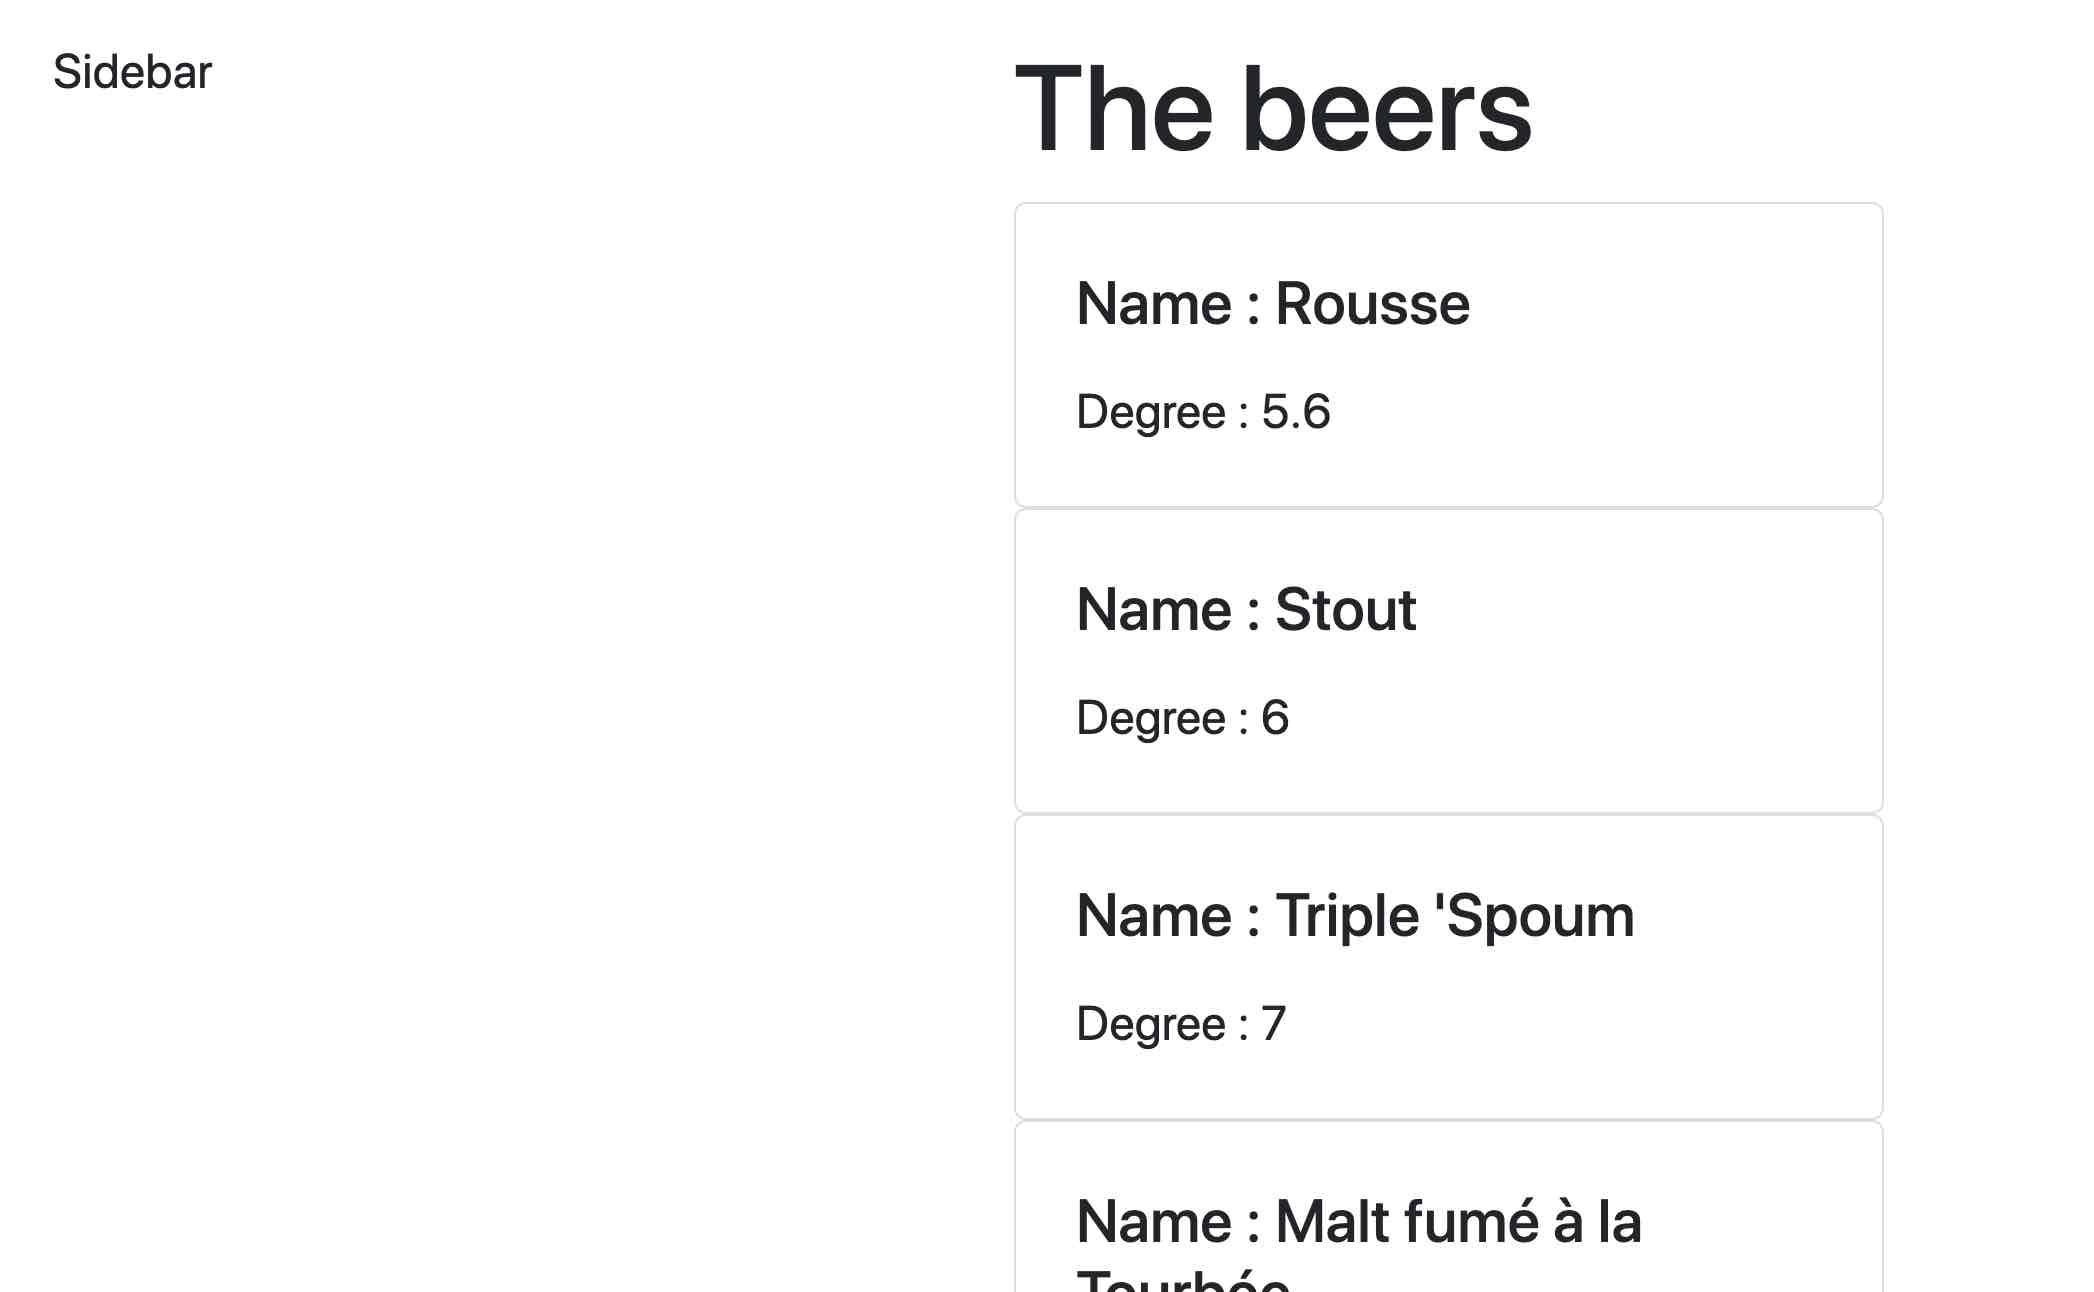 Sidebar
The beers
Name : Rousse
Degree : 5.6
Name : Stout
Degree : 6
Name : Triple 'Spoum
Degree : 7
Name : Malt fumé à la
Tourbée